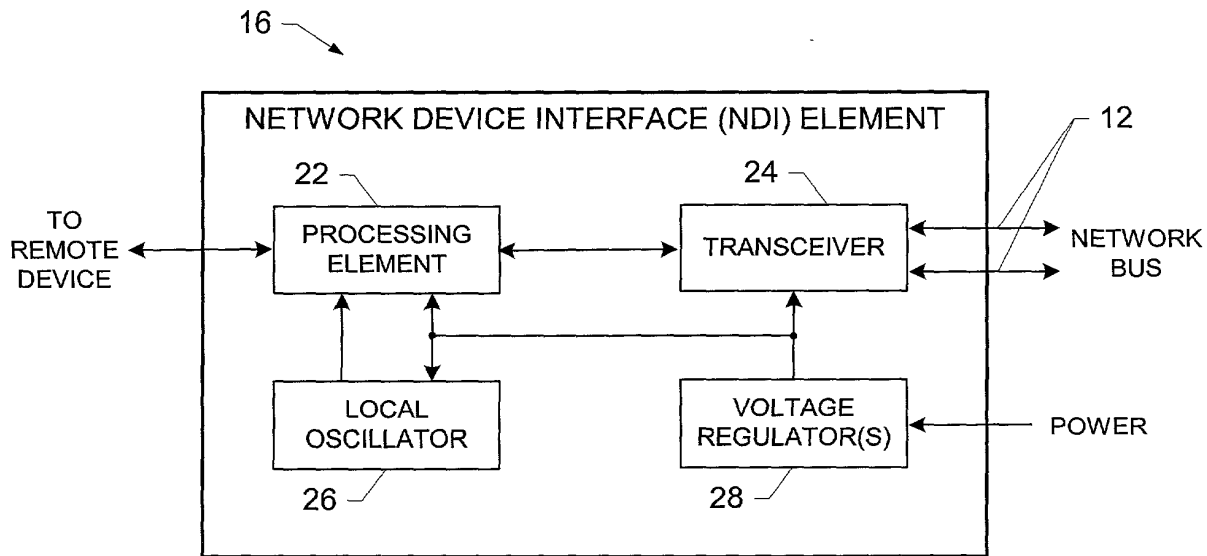 16
NETWORK DEVICE INTERFACE (NDI) ELEMENT
12
22
24
TO
REMOTE
DEVICE
PROCESSING
ELEMENT
TRANSCEIVER
NETWORK
BUS
LOCAL
OSCILLATOR
VOLTAGE
REGULATOR(S)
POWER
26
28